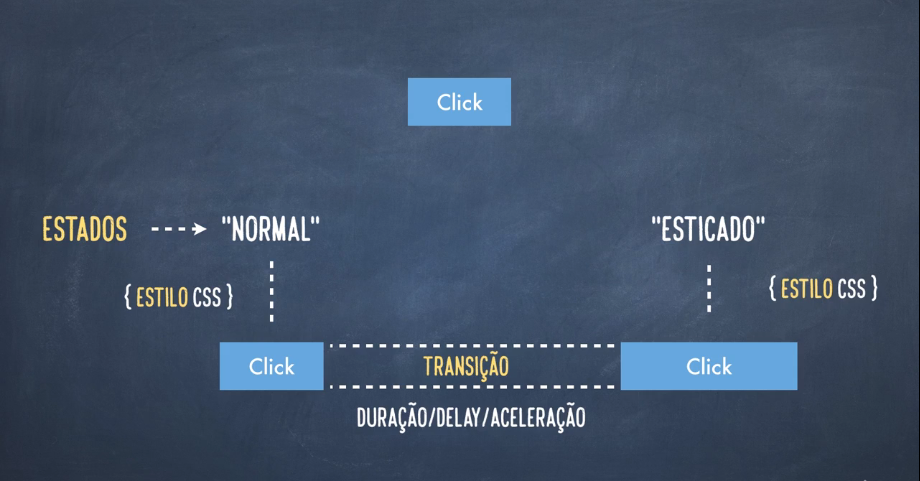 Click
ESTADOS "NORMAL" "ESTICADO"
{ ESTILO CSS } { ESTILO CSS }
Click TRANSIÇÃO Click
DURAÇÃO/DELAY/ACELERAÇÃO